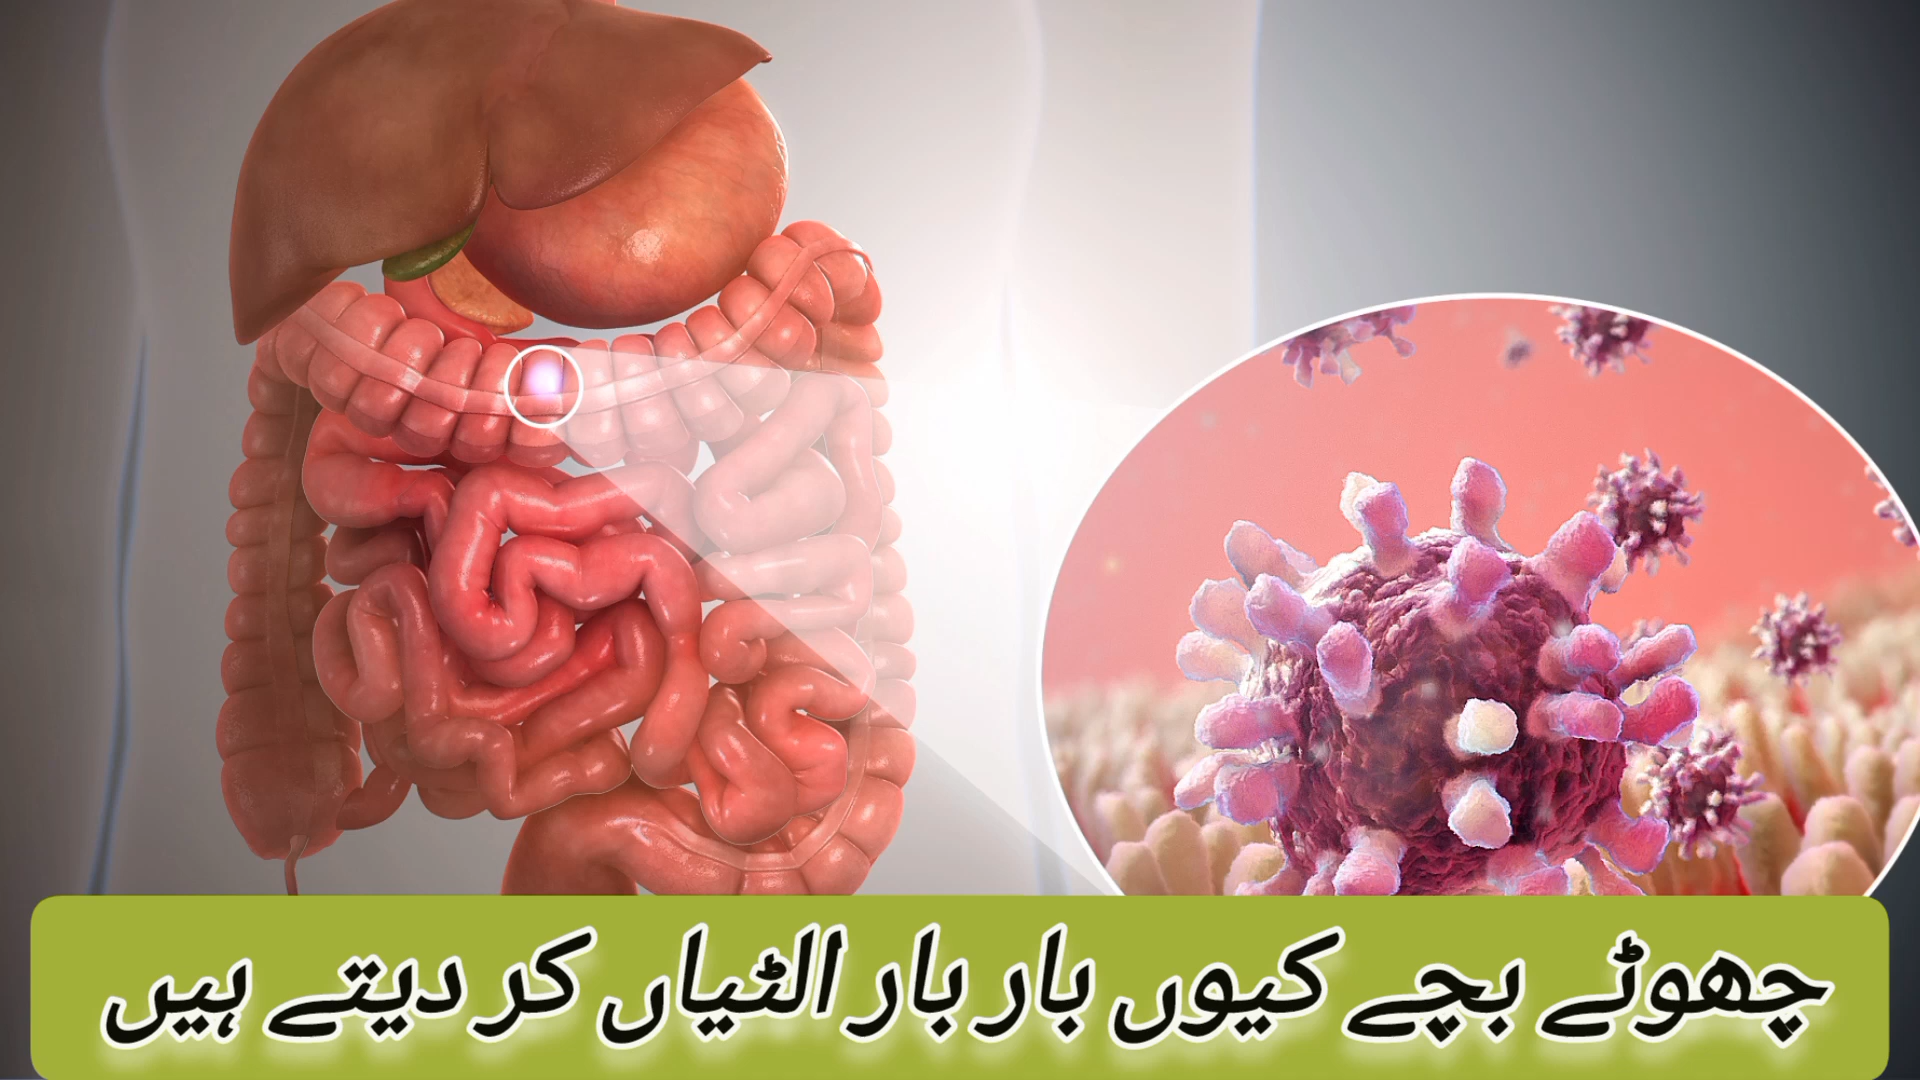 چھوٹے بچے کیوں بار بار الٹیاں کر دیتے ہیں